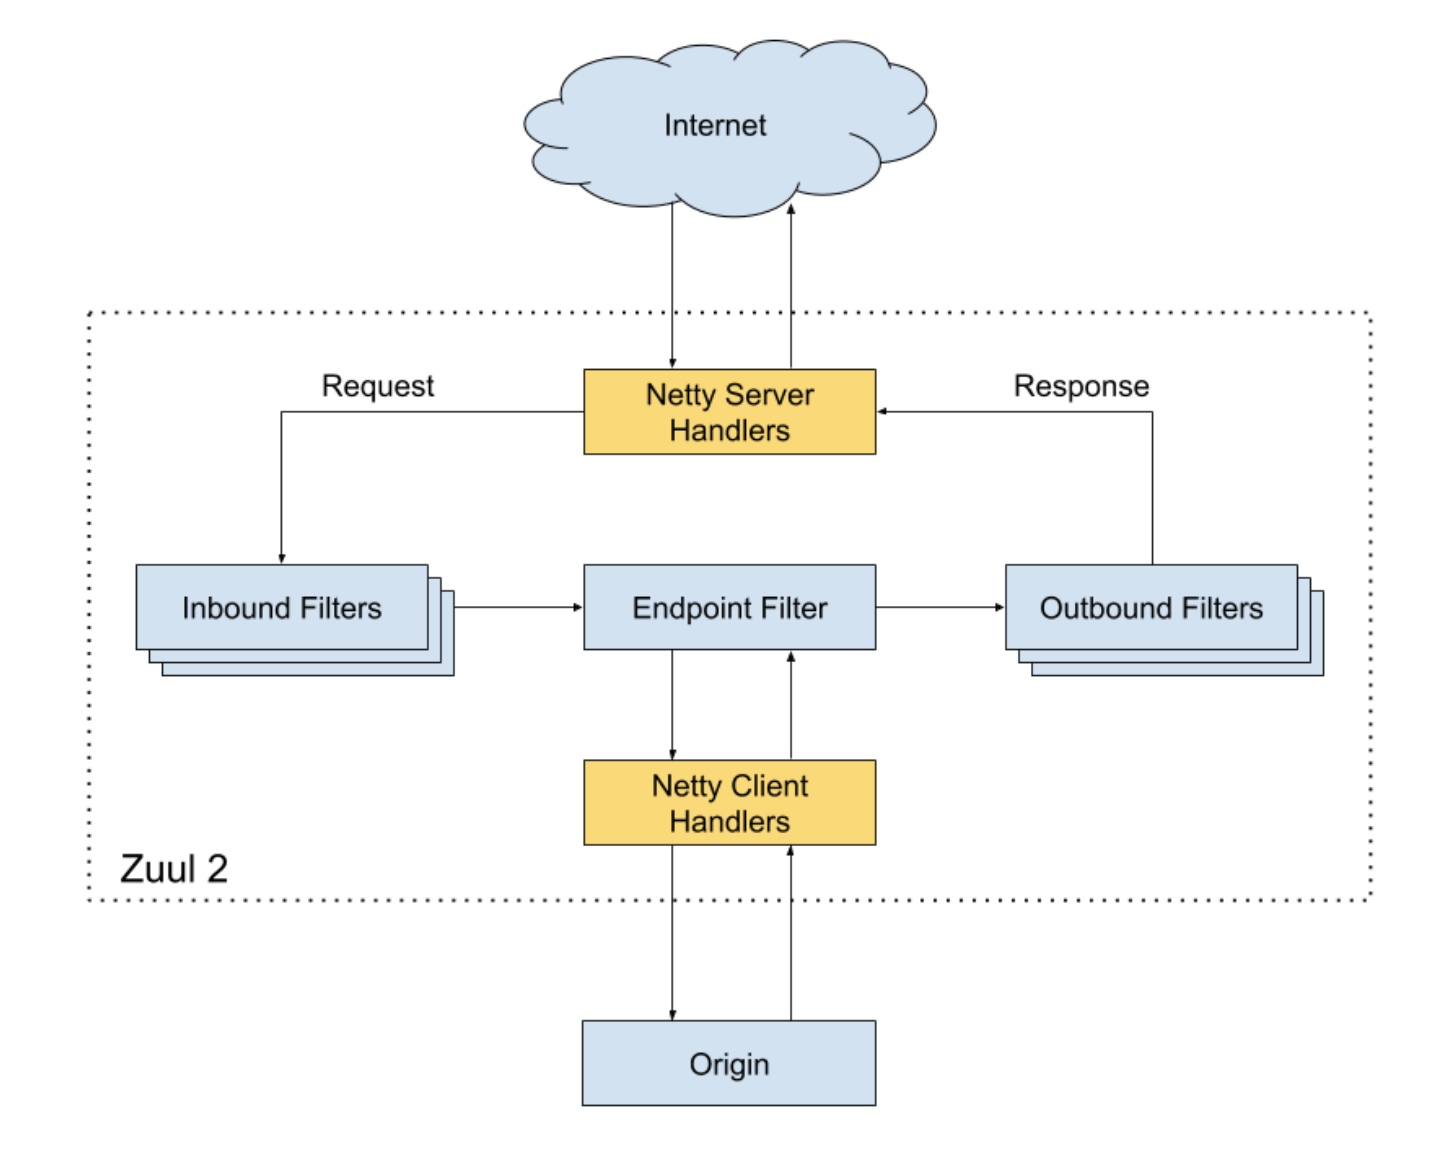 Internet
Request
Netty Server
Handlers
Response
Inbound Filters
Endpoint Filter
Outbound Filters
Netty Client
Handlers
Zuul 2
Origin